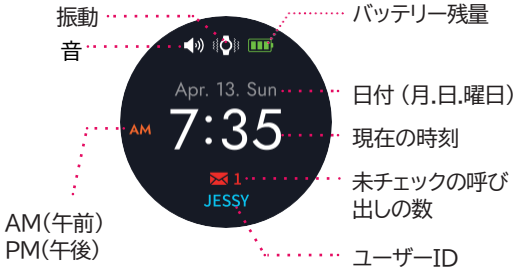 振動
音
バッテリー残量
Apr. 13. Sun
日付（月.日.曜日）
AM
7:35
現在の時刻
1
未チェックの呼び
出しの数
JESSY
AM(午前)
PM(午後)
ユーザーID